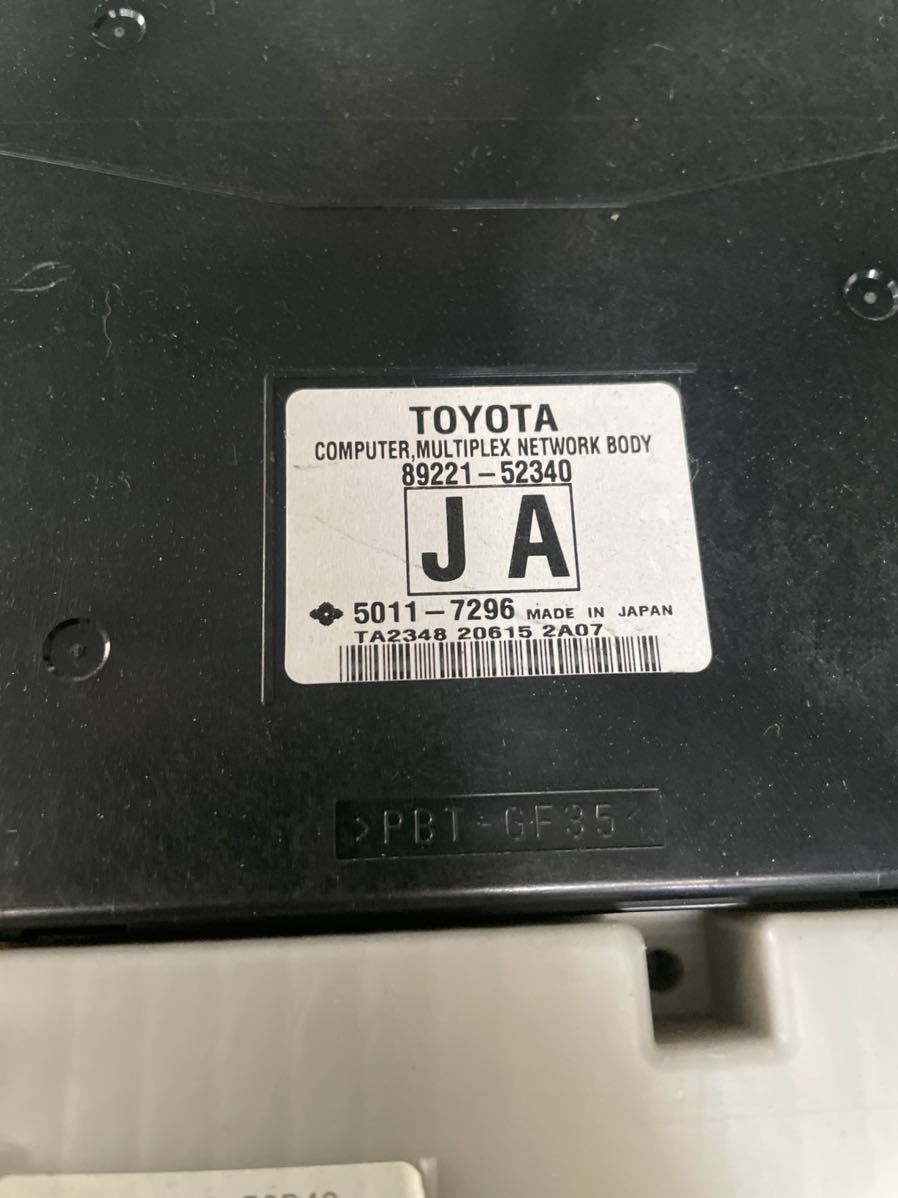 TOYOTA
COMPUTER,MULTIPLEX NETWORK BODY
89221-52340
JA
5011-7296 MADE IN JAPAN
TA2348 20615 2A07
>PBT-GF35<